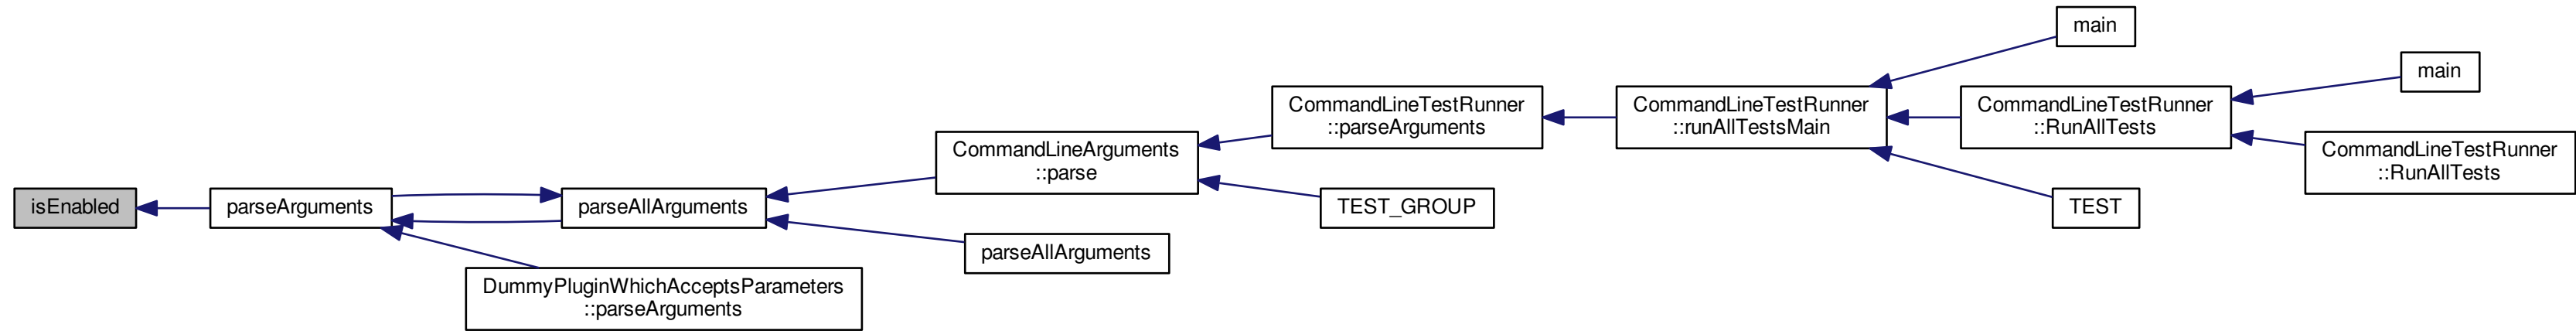 isEnabled
parseArguments
parseAllArguments
DummyPluginWhichAcceptsParameters
::parseArguments
CommandLineArguments
::parse
parseAllArguments
CommandLineTestRunner
::parseArguments
TEST_GROUP
CommandLineTestRunner
::runAllTestsMain
main
CommandLineTestRunner
::RunAllTests
TEST
main
CommandLineTestRunner
::RunAllTests